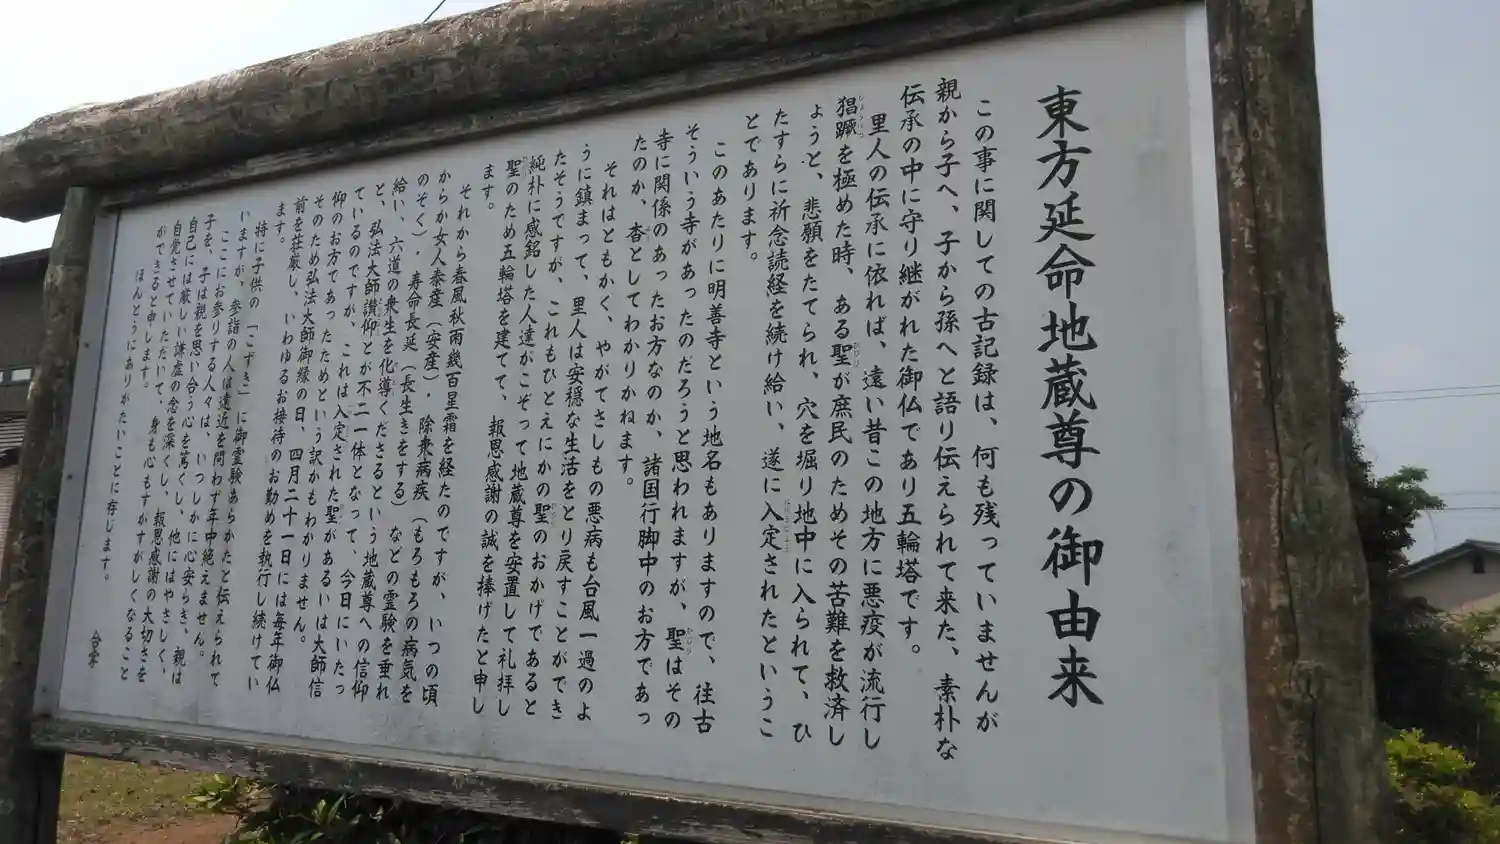 東方延命地蔵尊の御由来
この事に関しての古記録は、何も残っていませんが
親から子へ、子から孫へと語り伝えられて来た、素朴な
伝承の中に守り継がれた御仏であり五輪塔です。
里人の伝承に依れば、遠い昔この地方に悪疫が流行し
猖蹶を極めた時、ある聖が庶民のためその苦難を救済し
ようと、悲願をたてられ、穴を堀り地中に入られて、ひ
たすらに祈念読経を続け給い、遂に入定されたというこ
とであります。
このあたりに明善寺という地名もありますので、往古
そういう寺があったのだろうと思われますが、聖はその
寺に関係のあったお方なのか、諸国行脚中のお方であっ
たのか、杳としてわかりかねます。
それはともかく、やがてさしもの悪病も台風一過のよ
うに鎮まって、里人は安穏な生活をとり戻すことができ
たそうですが、これもひとえにかの聖のおかげであると
純朴に感銘した人達がこぞって地蔵尊を安置して礼拝し
聖のため五輪塔を建てて、報恩感謝の誠を捧げたと申し
ます。
それから春風秋雨幾百星霜を経たのですが、いつの頃
からか女人泰産（安産）、除衆病疾（もろもろの病気を
のぞく）、寿命長延（長生きをする）などの霊験を垂れ
給い、六道の衆生を化導くださるという地蔵尊への信仰
と、弘法大師讃仰とが不二一体となって、今日にいたっ
ているのですが、これは入定された聖があるいは大師信
仰のお方であったためという訳かもわかりません。
そのため弘法大師御縁の日、四月二十一日には毎年御仏
前を荘厳し、いわゆるお接待のお勤めを執行し続けてい
ます。
特に子供の「こずき」に御霊験あらかたと伝えられて
いますが、参詣の人は遠近を問わず年中絶えません。
ここにお参りする人々は、いつしかに心安らぎ、親は
子を、子は親を思い合う心を篤くし、他にはやさしく、
自己には厳しい謙虚の念を深くし、報恩感謝の大切さを
自覚させていただいて、身も心もすがすがしくなること
ができると申します。
ほんとうにありがたいことに存じます。
合掌